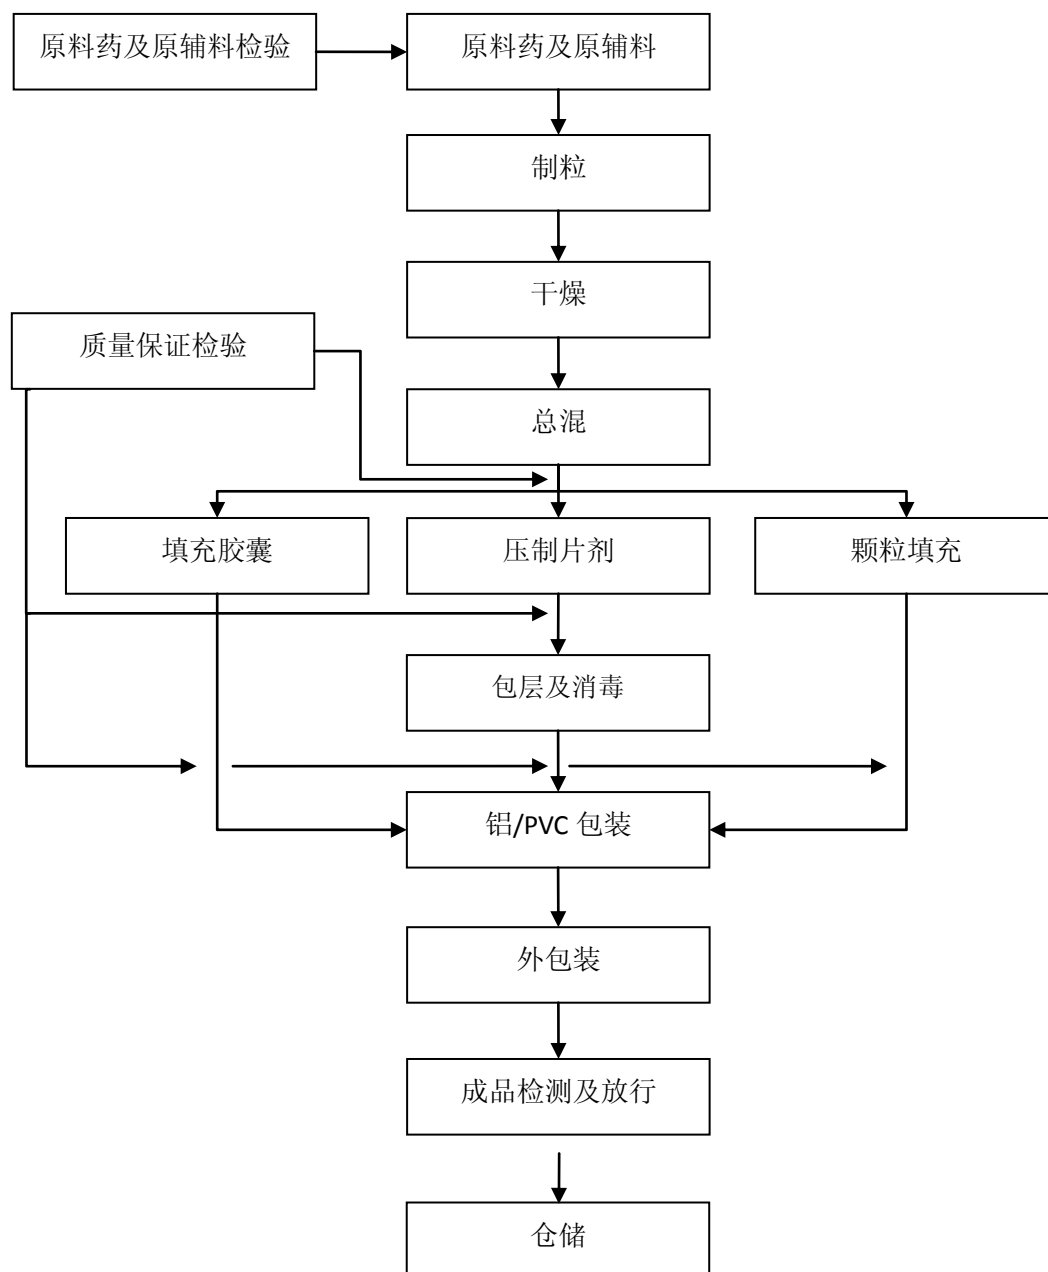 原料药及原辅料检验
原料药及原辅料
制粒
干燥
质量保证检验
总混
填充胶囊
压制片剂
颗粒填充
包层及消毒
铝/PVC 包装
外包装
成品检测及放行
仓储